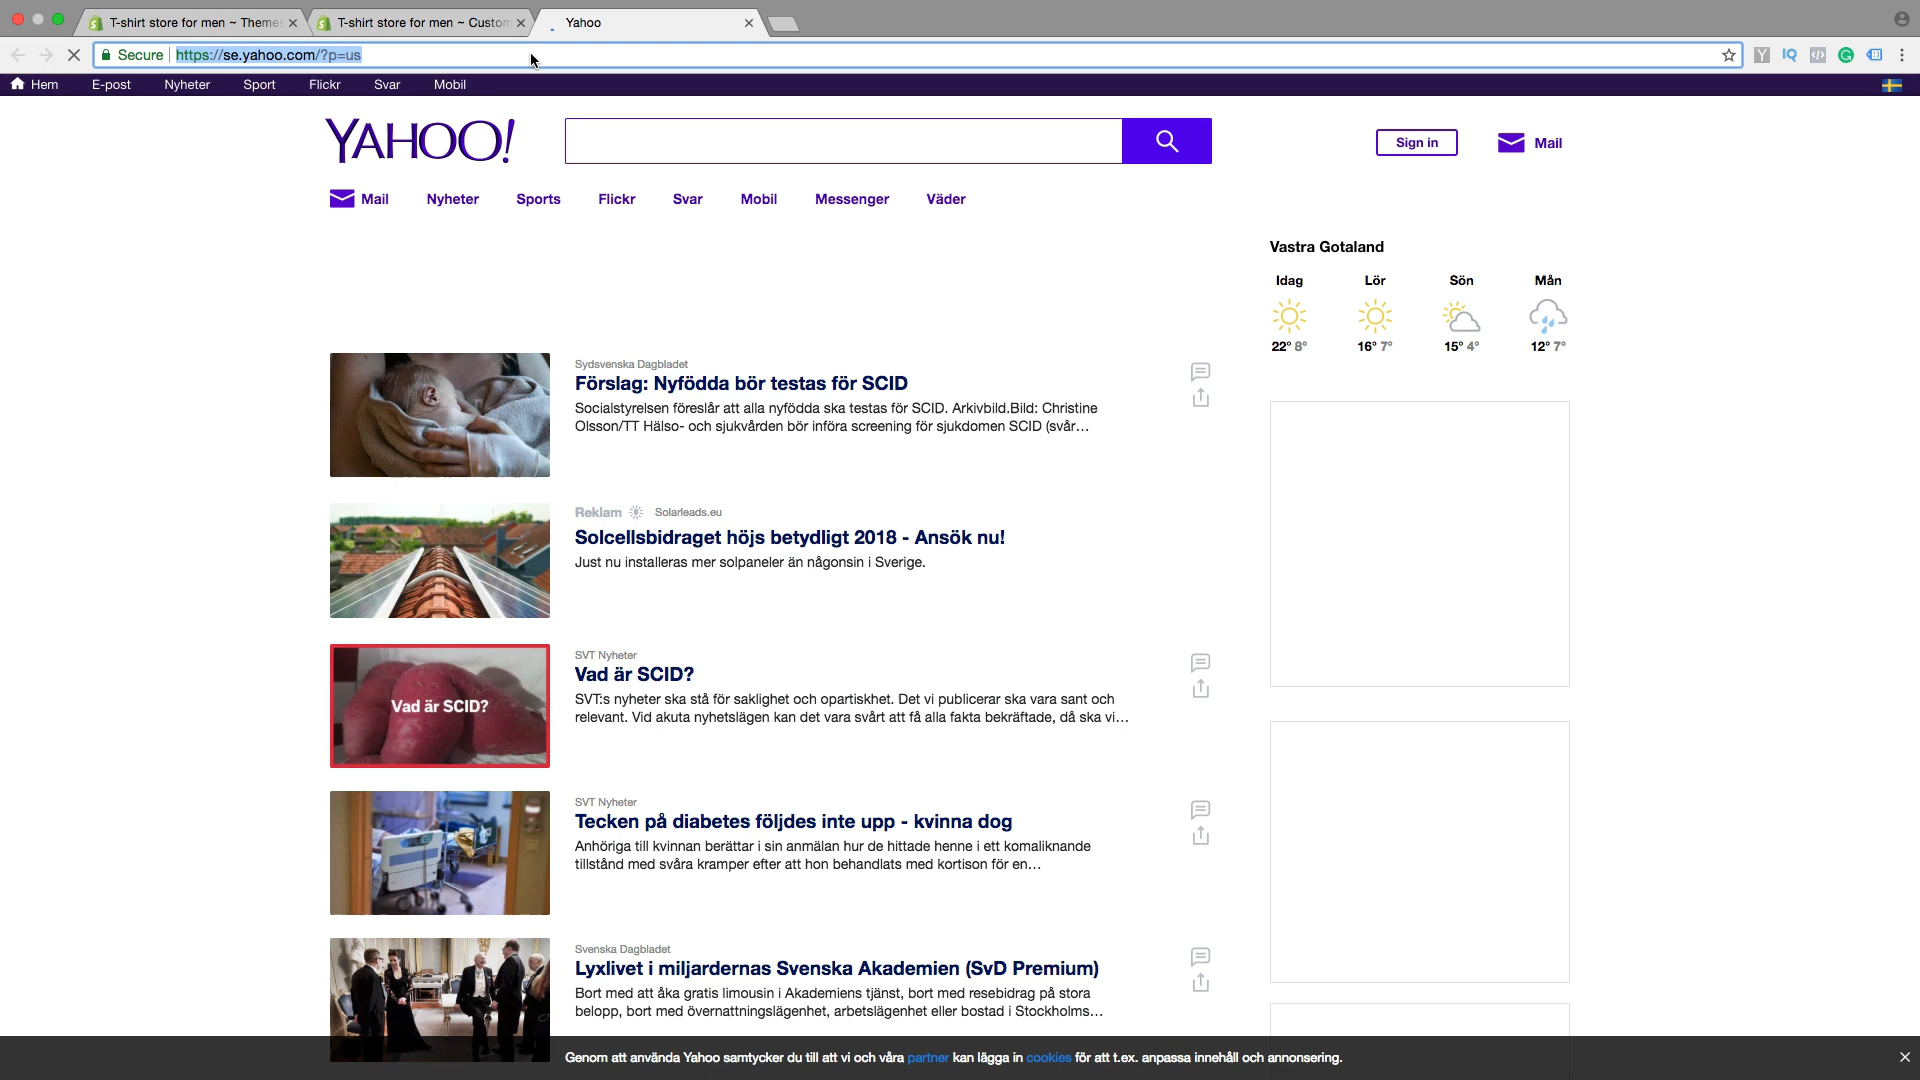 T-shirt store for men ~ Themes
T-shirt store for men ~ Custom
Yahoo
Secure
https://se.yahoo.com/?p=us
Hem
E-post
Nyheter
Sport
Flickr
Svar
Mobil
YAHOO!
Sign in
Mail
Mail
Nyheter
Sports
Flickr
Svar
Mobil
Messenger
Väder
Vastra Gotaland
Idag Lör Sön Mån
22° 8° 16° 7° 15° 4° 12° 7°
Sydsvenska Dagbladet
Förslag: Nyfödda bör testas för SCID
Socialstyrelsen föreslår att alla nyfödda ska testas för SCID. Arkivbild.Bild: Christine
Olsson/TT Hälso- och sjukvården bör införa screening för sjukdomen SCID (svår...
Reklam Solarleads.eu
Solcellsbidraget höjs betydligt 2018 - Ansök nu!
Just nu installeras mer solpaneler än någonsin i Sverige.
Vad är SCID?
SVT Nyheter
Vad är SCID?
SVT:s nyheter ska stå för saklighet och opartiskhet. Det vi publicerar ska vara sant och
relevant. Vid akuta nyhetslägen kan det vara svårt att få alla fakta bekräftade, då ska vi...
SVT Nyheter
Tecken på diabetes följdes inte upp - kvinna dog
Anhöriga till kvinnan berättar i sin anmälan hur de hittade henne i ett komaliknande
tillstånd med svåra kramper efter att hon behandlats med kortison för en...
Svenska Dagbladet
Lyxlivet i miljardernas Svenska Akademien (SvD Premium)
Bort med att åka gratis limousin i Akademiens tjänst, bort med resebidrag på stora
belopp, bort med övernattningslägenhet, arbetslägenhet eller bostad i Stockholms...
Genom att använda Yahoo samtycker du till att vi och våra partner kan lägga in cookies för att t.ex. anpassa innehåll och annonsering.